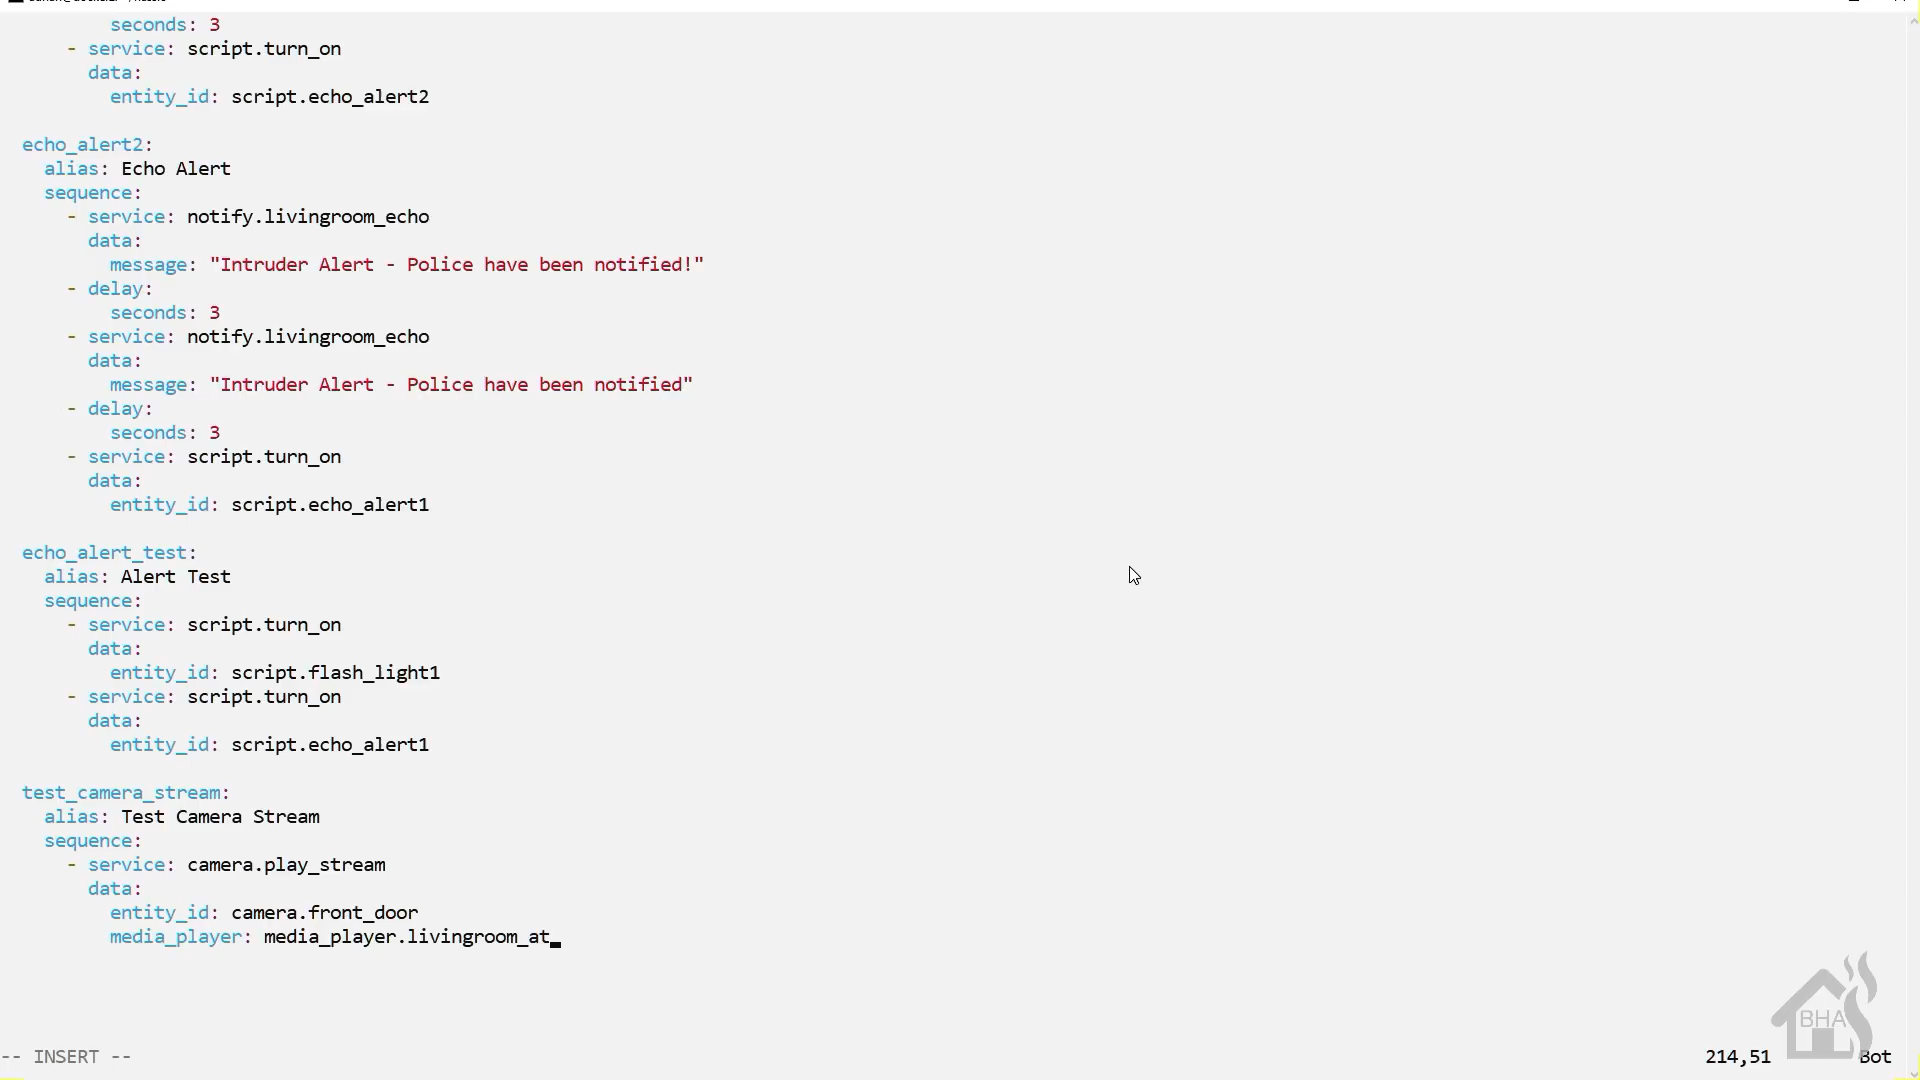 seconds: 3
- service: script.turn_on
data:
entity_id: script.echo_alert2
echo_alert2:
alias: Echo Alert
sequence:
- service: notify.livingroom_echo
data:
message: "Intruder Alert - Police have been notified!"
- delay:
seconds: 3
- service: notify.livingroom_echo
data:
message: "Intruder Alert - Police have been notified"
- delay:
seconds: 3
- service: script.turn_on
data:
entity_id: script.echo_alert1
echo_alert_test:
alias: Alert Test
sequence:
- service: script.turn_on
data:
entity_id: script.flash_light1
- service: script.turn_on
data:
entity_id: script.echo_alert1
test_camera_stream:
alias: Test Camera Stream
sequence:
- service: camera.play_stream
data:
entity_id: camera.front_door
media_player: media_player.livingroom_at
BHA
-- INSERT --
214,51
Bot